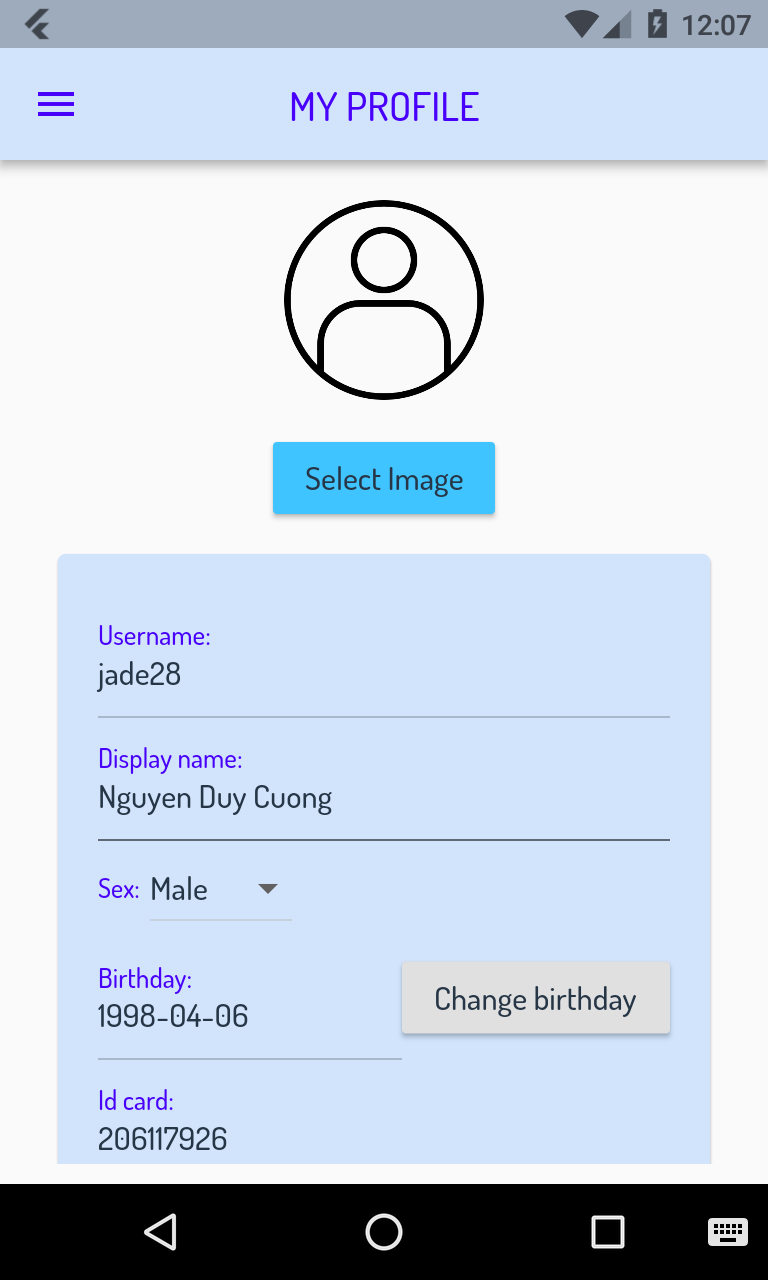 12:07
MY PROFILE
Select Image
Username:
jade28
Display name:
Nguyen Duy Cuong
Sex: Male
Birthday:
1998-04-06
Change birthday
Id card:
206117926